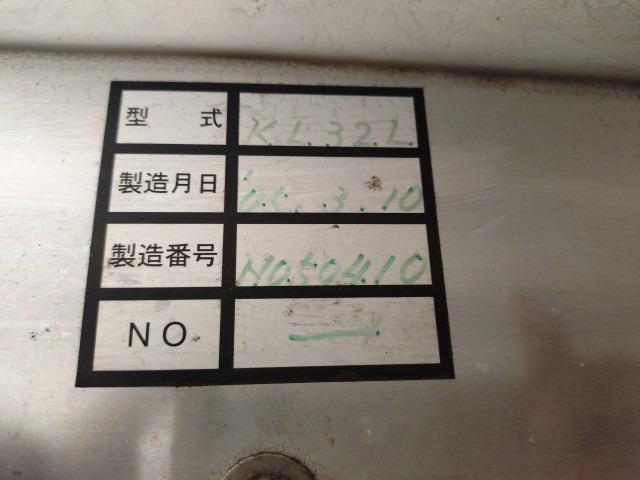 型 式 KL32L
製造月日 '05.3.10
製造番号 N050410
NO —